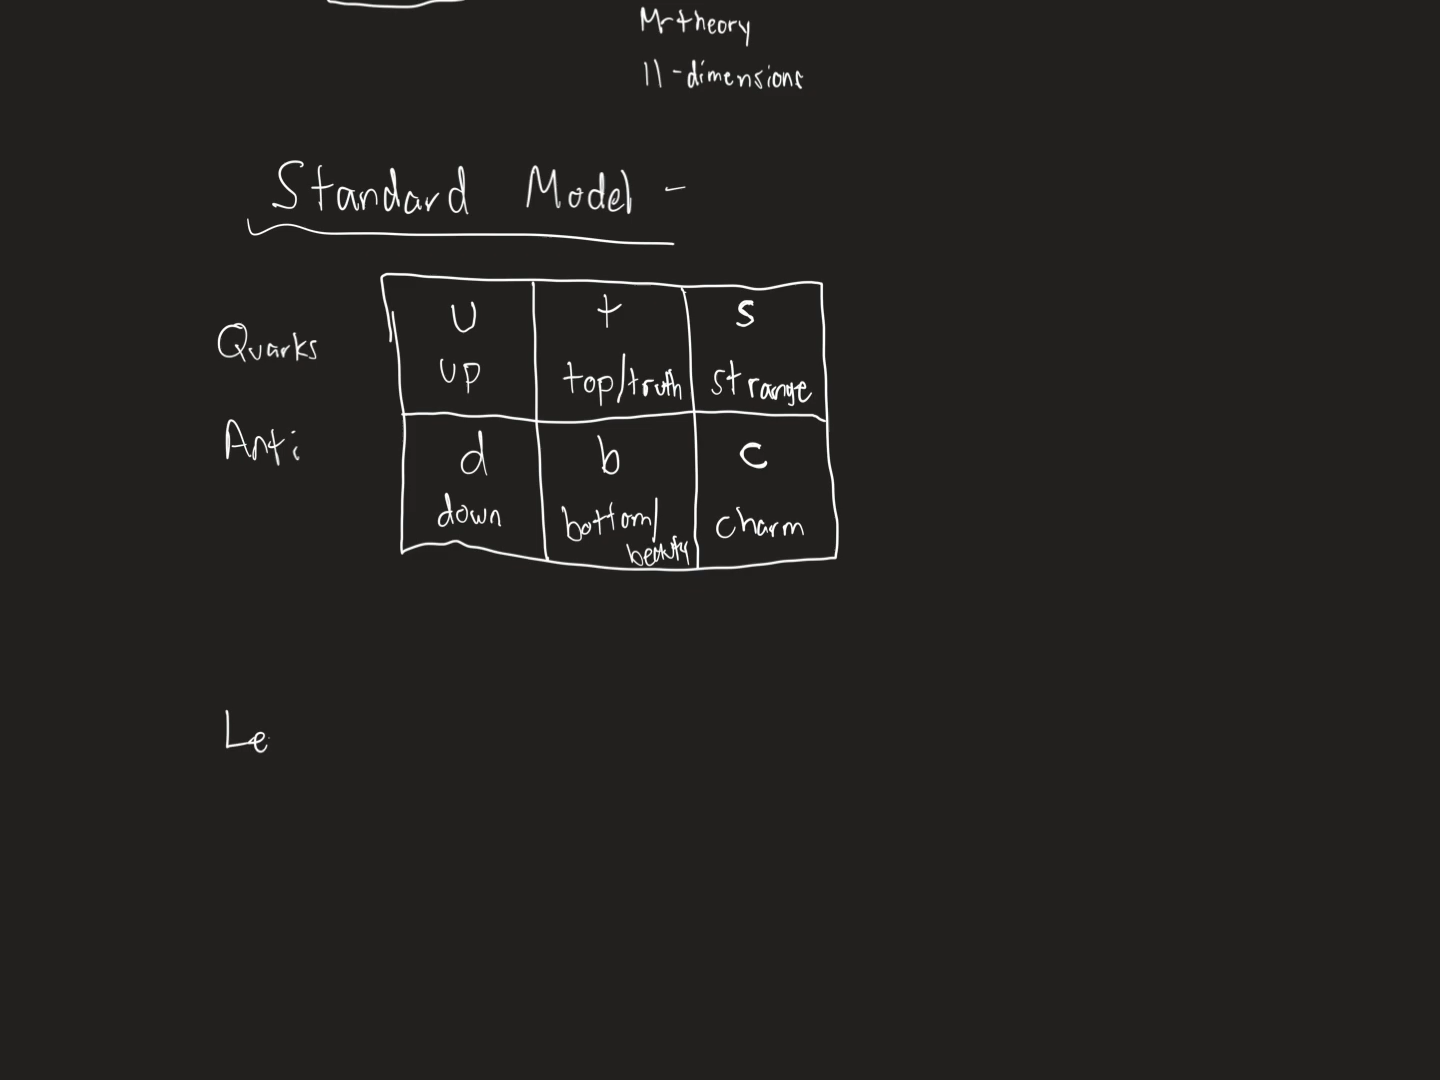 M-theory
11-dimensions
Standard Model -
Quarks
u
t
s
up
top/truth
strange
Anti
d
b
c
down
bottom/
beauty
charm
Le